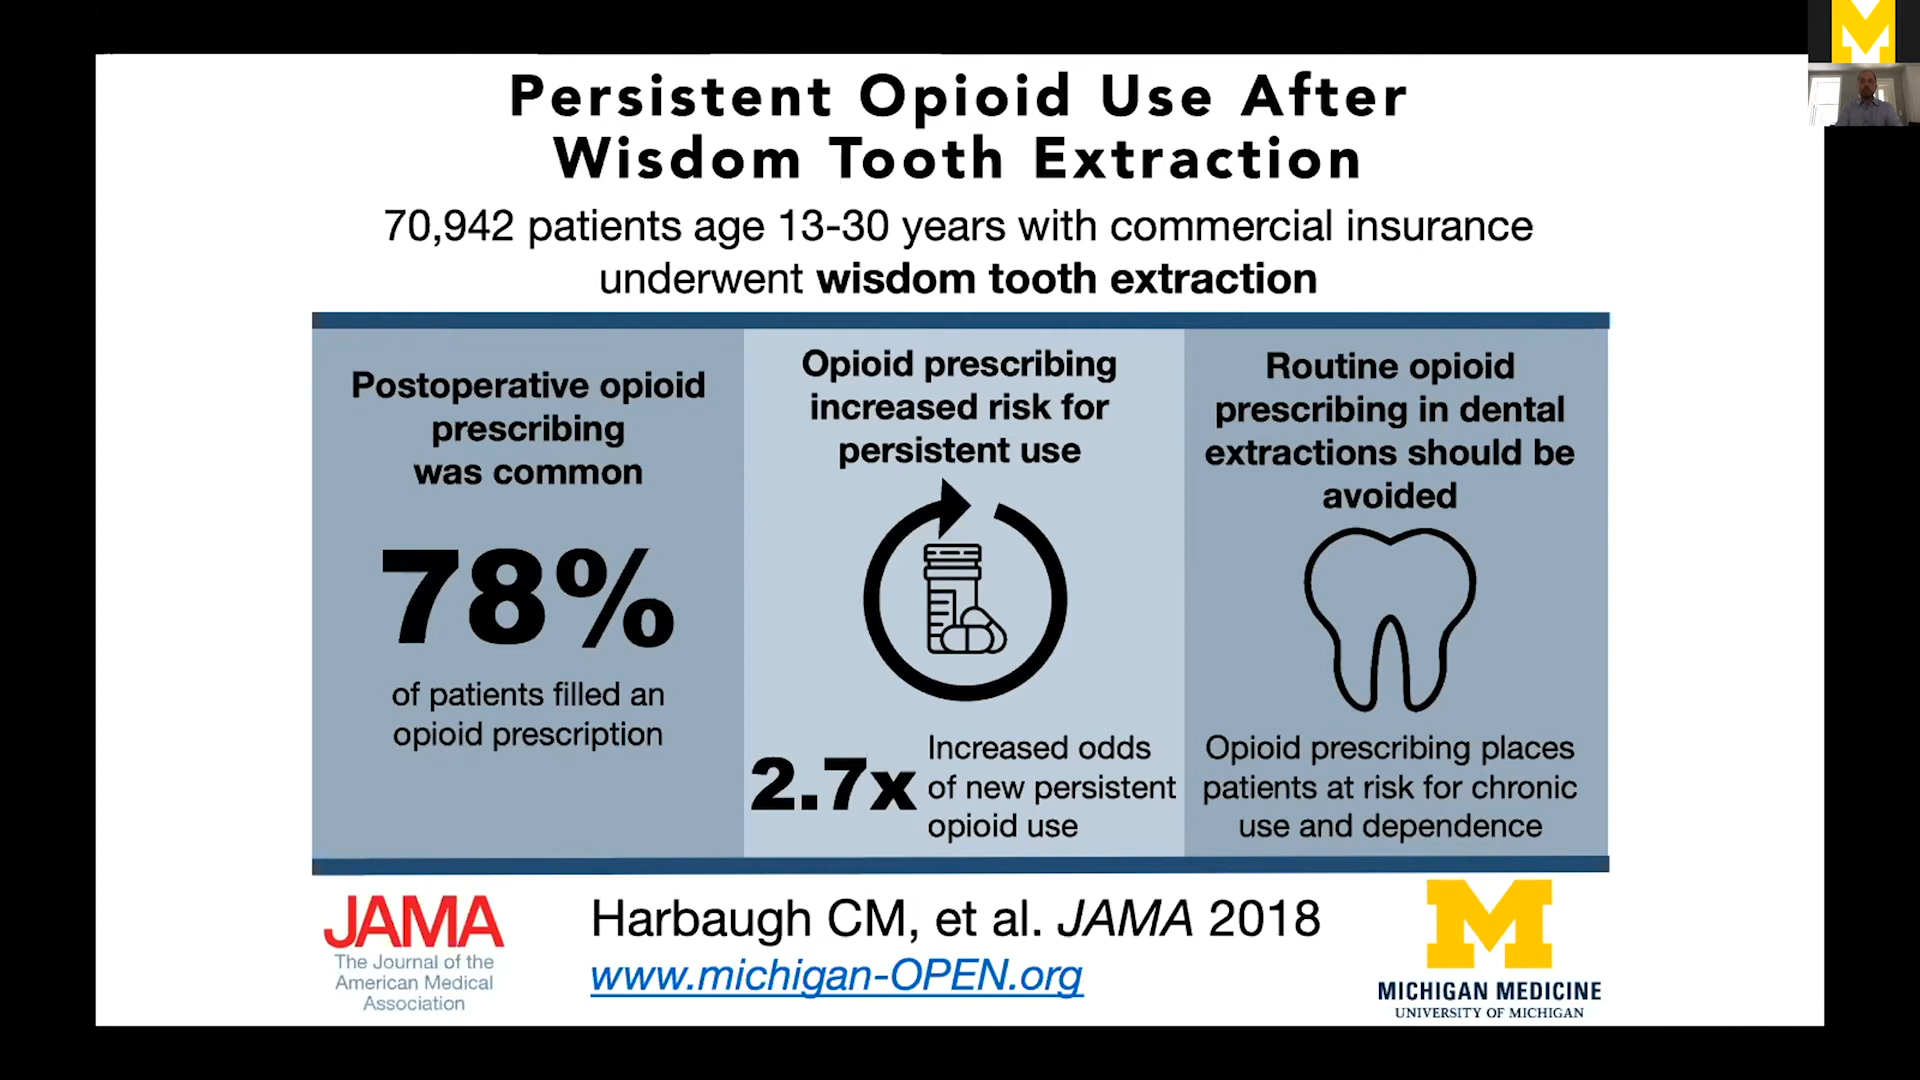 Persistent Opioid Use After
Wisdom Tooth Extraction
70,942 patients age 13-30 years with commercial insurance
underwent wisdom tooth extraction
Postoperative opioid
prescribing
was common
78%
of patients filled an
opioid prescription
Opioid prescribing
increased risk for
persistent use
2.7x
Increased odds
of new persistent
opioid use
Routine opioid
prescribing in dental
extractions should be
avoided
Opioid prescribing places
patients at risk for chronic
use and dependence
JAMA
The Journal of the
American Medical
Association
Harbaugh CM, et al. JAMA 2018
www.michigan-OPEN.org
M
MICHIGAN MEDICINE
UNIVERSITY OF MICHIGAN
M